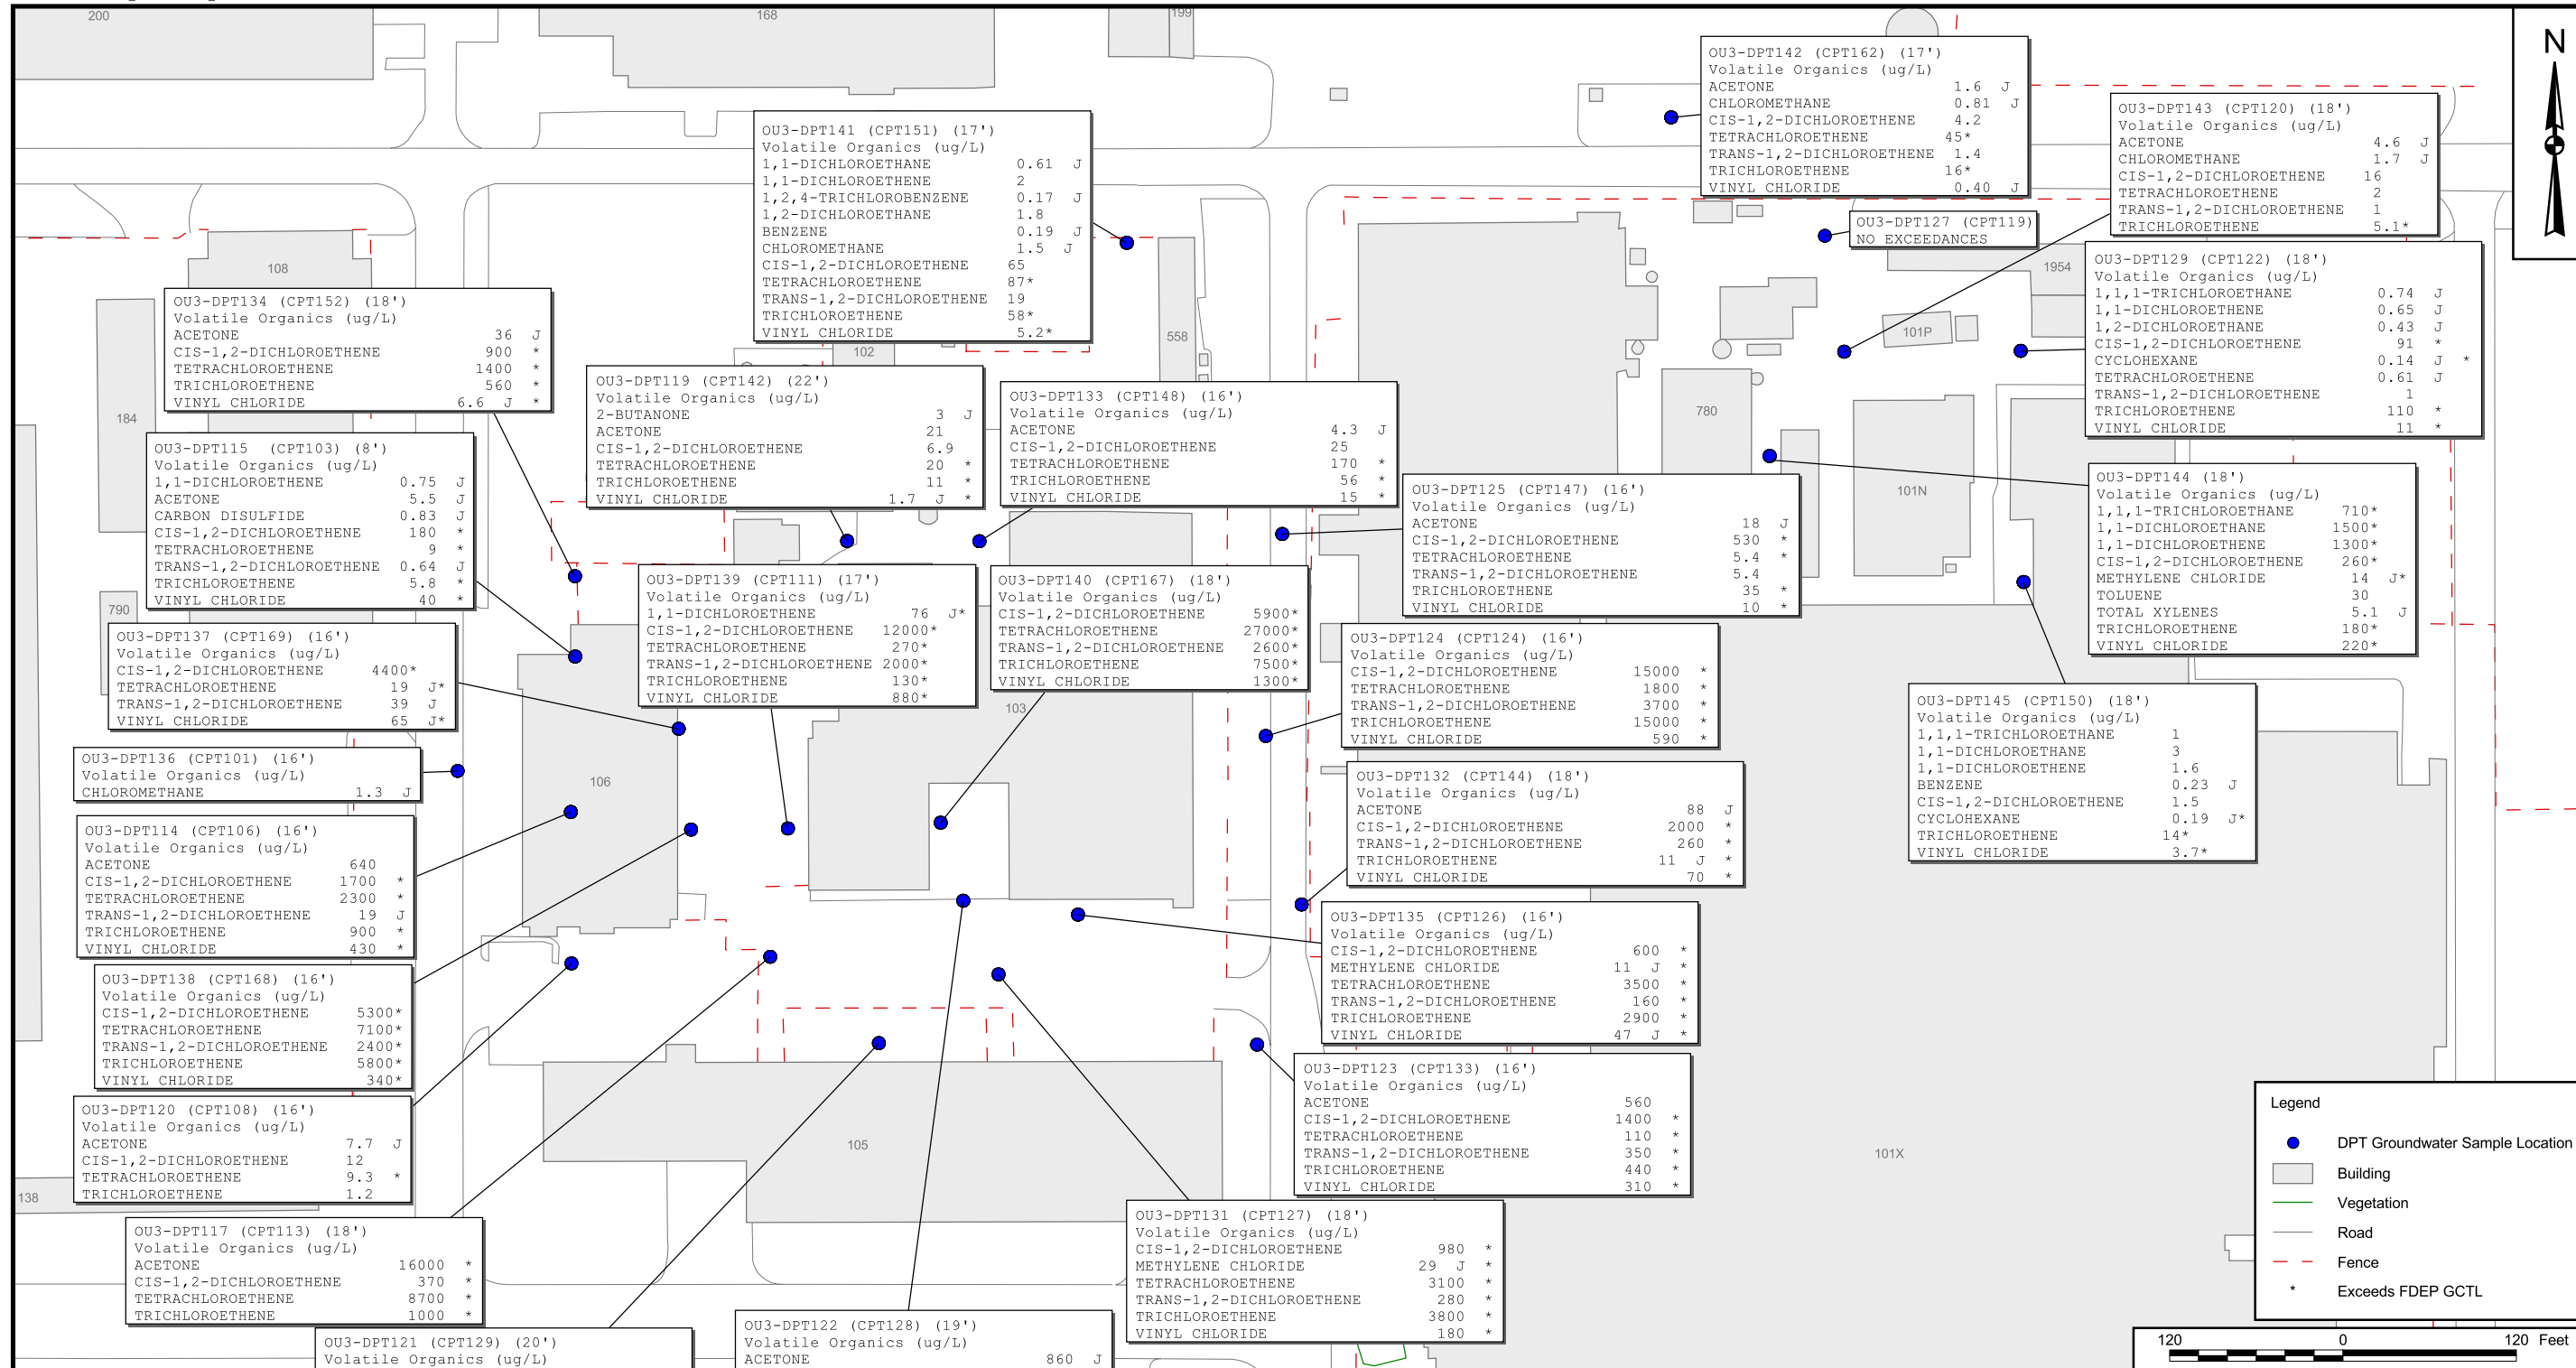 200
168
199
N
OU3-DPT142 (CPT162) (17')
Volatile Organics (ug/L)
ACETONE 1.6 J
CHLOROMETHANE 0.81 J
CIS-1,2-DICHLOROETHENE 4.2
TETRACHLOROETHENE 45*
TRANS-1,2-DICHLOROETHENE 1.4
TRICHLOROETHENE 16*
VINYL CHLORIDE 0.40 J
OU3-DPT143 (CPT120) (18')
Volatile Organics (ug/L)
ACETONE 4.6 J
CHLOROMETHANE 1.7 J
CIS-1,2-DICHLOROETHENE 16
TETRACHLOROETHENE 2
TRANS-1,2-DICHLOROETHENE 1
TRICHLOROETHENE 5.1*
OU3-DPT141 (CPT151) (17')
Volatile Organics (ug/L)
1,1-DICHLOROETHANE 0.61 J
1,1-DICHLOROETHENE 2
1,2,4-TRICHLOROBENZENE 0.17 J
1,2-DICHLOROETHANE 1.8
BENZENE 0.19 J
CHLOROMETHANE 1.5 J
CIS-1,2-DICHLOROETHENE 65
TETRACHLOROETHENE 87*
TRANS-1,2-DICHLOROETHENE 19
TRICHLOROETHENE 58*
VINYL CHLORIDE 5.2*
OU3-DPT127 (CPT119)
NO EXCEEDANCES
108
1954
OU3-DPT129 (CPT122) (18')
Volatile Organics (ug/L)
1,1,1-TRICHLOROETHANE 0.74 J
1,1-DICHLOROETHENE 0.65 J
1,2-DICHLOROETHANE 0.43 J
CIS-1,2-DICHLOROETHENE 91 *
CYCLOHEXANE 0.14 J *
TETRACHLOROETHENE 0.61 J
TRANS-1,2-DICHLOROETHENE 1
TRICHLOROETHENE 110 *
VINYL CHLORIDE 11 *
OU3-DPT134 (CPT152) (18')
Volatile Organics (ug/L)
ACETONE 36 J
CIS-1,2-DICHLOROETHENE 900 *
TETRACHLOROETHENE 1400 *
TRICHLOROETHENE 560 *
VINYL CHLORIDE 6.6 J *
101P
558
102
184
780
101N
OU3-DPT119 (CPT142) (22')
Volatile Organics (ug/L)
2-BUTANONE 3 J
ACETONE 21
CIS-1,2-DICHLOROETHENE 6.9
TETRACHLOROETHENE 20 *
TRICHLOROETHENE 11 *
VINYL CHLORIDE 1.7 J *
OU3-DPT133 (CPT148) (16')
Volatile Organics (ug/L)
ACETONE 4.3 J
CIS-1,2-DICHLOROETHENE 25
TETRACHLOROETHENE 170 *
TRICHLOROETHENE 56 *
VINYL CHLORIDE 15 *
OU3-DPT115 (CPT103) (8')
Volatile Organics (ug/L)
1,1-DICHLOROETHENE 0.75 J
ACETONE 5.5 J
CARBON DISULFIDE 0.83 J
CIS-1,2-DICHLOROETHENE 180 *
TETRACHLOROETHENE 9 *
TRANS-1,2-DICHLOROETHENE 0.64 J
TRICHLOROETHENE 5.8 *
VINYL CHLORIDE 40 *
OU3-DPT125 (CPT147) (16')
Volatile Organics (ug/L)
ACETONE 18 J
CIS-1,2-DICHLOROETHENE 530 *
TETRACHLOROETHENE 5.4 *
TRANS-1,2-DICHLOROETHENE 5.4
TRICHLOROETHENE 35 *
VINYL CHLORIDE 10 *
OU3-DPT144 (18')
Volatile Organics (ug/L)
1,1,1-TRICHLOROETHANE 710*
1,1-DICHLOROETHANE 1500*
1,1-DICHLOROETHENE 1300*
CIS-1,2-DICHLOROETHENE 260*
METHYLENE CHLORIDE 14 J*
TOLUENE 30
TOTAL XYLENES 5.1 J
TRICHLOROETHENE 180*
VINYL CHLORIDE 220*
790
OU3-DPT139 (CPT111) (17')
Volatile Organics (ug/L)
1,1-DICHLOROETHENE 76 J*
CIS-1,2-DICHLOROETHENE 12000*
TETRACHLOROETHENE 270*
TRANS-1,2-DICHLOROETHENE 2000*
TRICHLOROETHENE 130*
VINYL CHLORIDE 880*
OU3-DPT140 (CPT167) (18')
Volatile Organics (ug/L)
CIS-1,2-DICHLOROETHENE 5900*
TETRACHLOROETHENE 27000*
TRANS-1,2-DICHLOROETHENE 2600*
TRICHLOROETHENE 7500*
VINYL CHLORIDE 1300*
103
OU3-DPT137 (CPT169) (16')
Volatile Organics (ug/L)
CIS-1,2-DICHLOROETHENE 4400*
TETRACHLOROETHENE 19 J*
TRANS-1,2-DICHLOROETHENE 39 J
VINYL CHLORIDE 65 J*
OU3-DPT124 (CPT124) (16')
Volatile Organics (ug/L)
CIS-1,2-DICHLOROETHENE 15000 *
TETRACHLOROETHENE 1800 *
TRANS-1,2-DICHLOROETHENE 3700 *
TRICHLOROETHENE 15000 *
VINYL CHLORIDE 590 *
OU3-DPT145 (CPT150) (18')
Volatile Organics (ug/L)
1,1,1-TRICHLOROETHANE 1
1,1-DICHLOROETHANE 3
1,1-DICHLOROETHENE 1.6
BENZENE 0.23 J
CIS-1,2-DICHLOROETHENE 1.5
CYCLOHEXANE 0.19 J*
TRICHLOROETHENE 14*
VINYL CHLORIDE 3.7*
OU3-DPT136 (CPT101) (16')
Volatile Organics (ug/L)
CHLOROMETHANE 1.3 J
106
OU3-DPT132 (CPT144) (18')
Volatile Organics (ug/L)
ACETONE 88 J
CIS-1,2-DICHLOROETHENE 2000 *
TRANS-1,2-DICHLOROETHENE 260 *
TRICHLOROETHENE 11 J *
VINYL CHLORIDE 70 *
OU3-DPT114 (CPT106) (16')
Volatile Organics (ug/L)
ACETONE 640
CIS-1,2-DICHLOROETHENE 1700 *
TETRACHLOROETHENE 2300 *
TRANS-1,2-DICHLOROETHENE 19 J
TRICHLOROETHENE 900 *
VINYL CHLORIDE 430 *
OU3-DPT135 (CPT126) (16')
Volatile Organics (ug/L)
CIS-1,2-DICHLOROETHENE 600 *
METHYLENE CHLORIDE 11 J *
TETRACHLOROETHENE 3500 *
TRANS-1,2-DICHLOROETHENE 160 *
TRICHLOROETHENE 2900 *
VINYL CHLORIDE 47 J *
OU3-DPT138 (CPT168) (16')
Volatile Organics (ug/L)
CIS-1,2-DICHLOROETHENE 5300*
TETRACHLOROETHENE 7100*
TRANS-1,2-DICHLOROETHENE 2400*
TRICHLOROETHENE 5800*
VINYL CHLORIDE 340*
OU3-DPT123 (CPT133) (16')
Volatile Organics (ug/L)
ACETONE 560
CIS-1,2-DICHLOROETHENE 1400 *
TETRACHLOROETHENE 110 *
TRANS-1,2-DICHLOROETHENE 350 *
TRICHLOROETHENE 440 *
VINYL CHLORIDE 310 *
OU3-DPT120 (CPT108) (16')
Volatile Organics (ug/L)
ACETONE 7.7 J
CIS-1,2-DICHLOROETHENE 12
TETRACHLOROETHENE 9.3 *
TRICHLOROETHENE 1.2
138
105
101X
OU3-DPT117 (CPT113) (18')
Volatile Organics (ug/L)
ACETONE 16000 *
CIS-1,2-DICHLOROETHENE 370 *
TETRACHLOROETHENE 8700 *
TRICHLOROETHENE 1000 *
OU3-DPT131 (CPT127) (18')
Volatile Organics (ug/L)
CIS-1,2-DICHLOROETHENE 980 *
METHYLENE CHLORIDE 29 J *
TETRACHLOROETHENE 3100 *
TRANS-1,2-DICHLOROETHENE 280 *
TRICHLOROETHENE 3800 *
VINYL CHLORIDE 180 *
OU3-DPT121 (CPT129) (20')
Volatile Organics (ug/L)
OU3-DPT122 (CPT128) (19')
Volatile Organics (ug/L)
ACETONE 860 J
Legend
DPT Groundwater Sample Location
Building
Vegetation
Road
Fence
* Exceeds FDEP GCTL
120 0 120 Feet